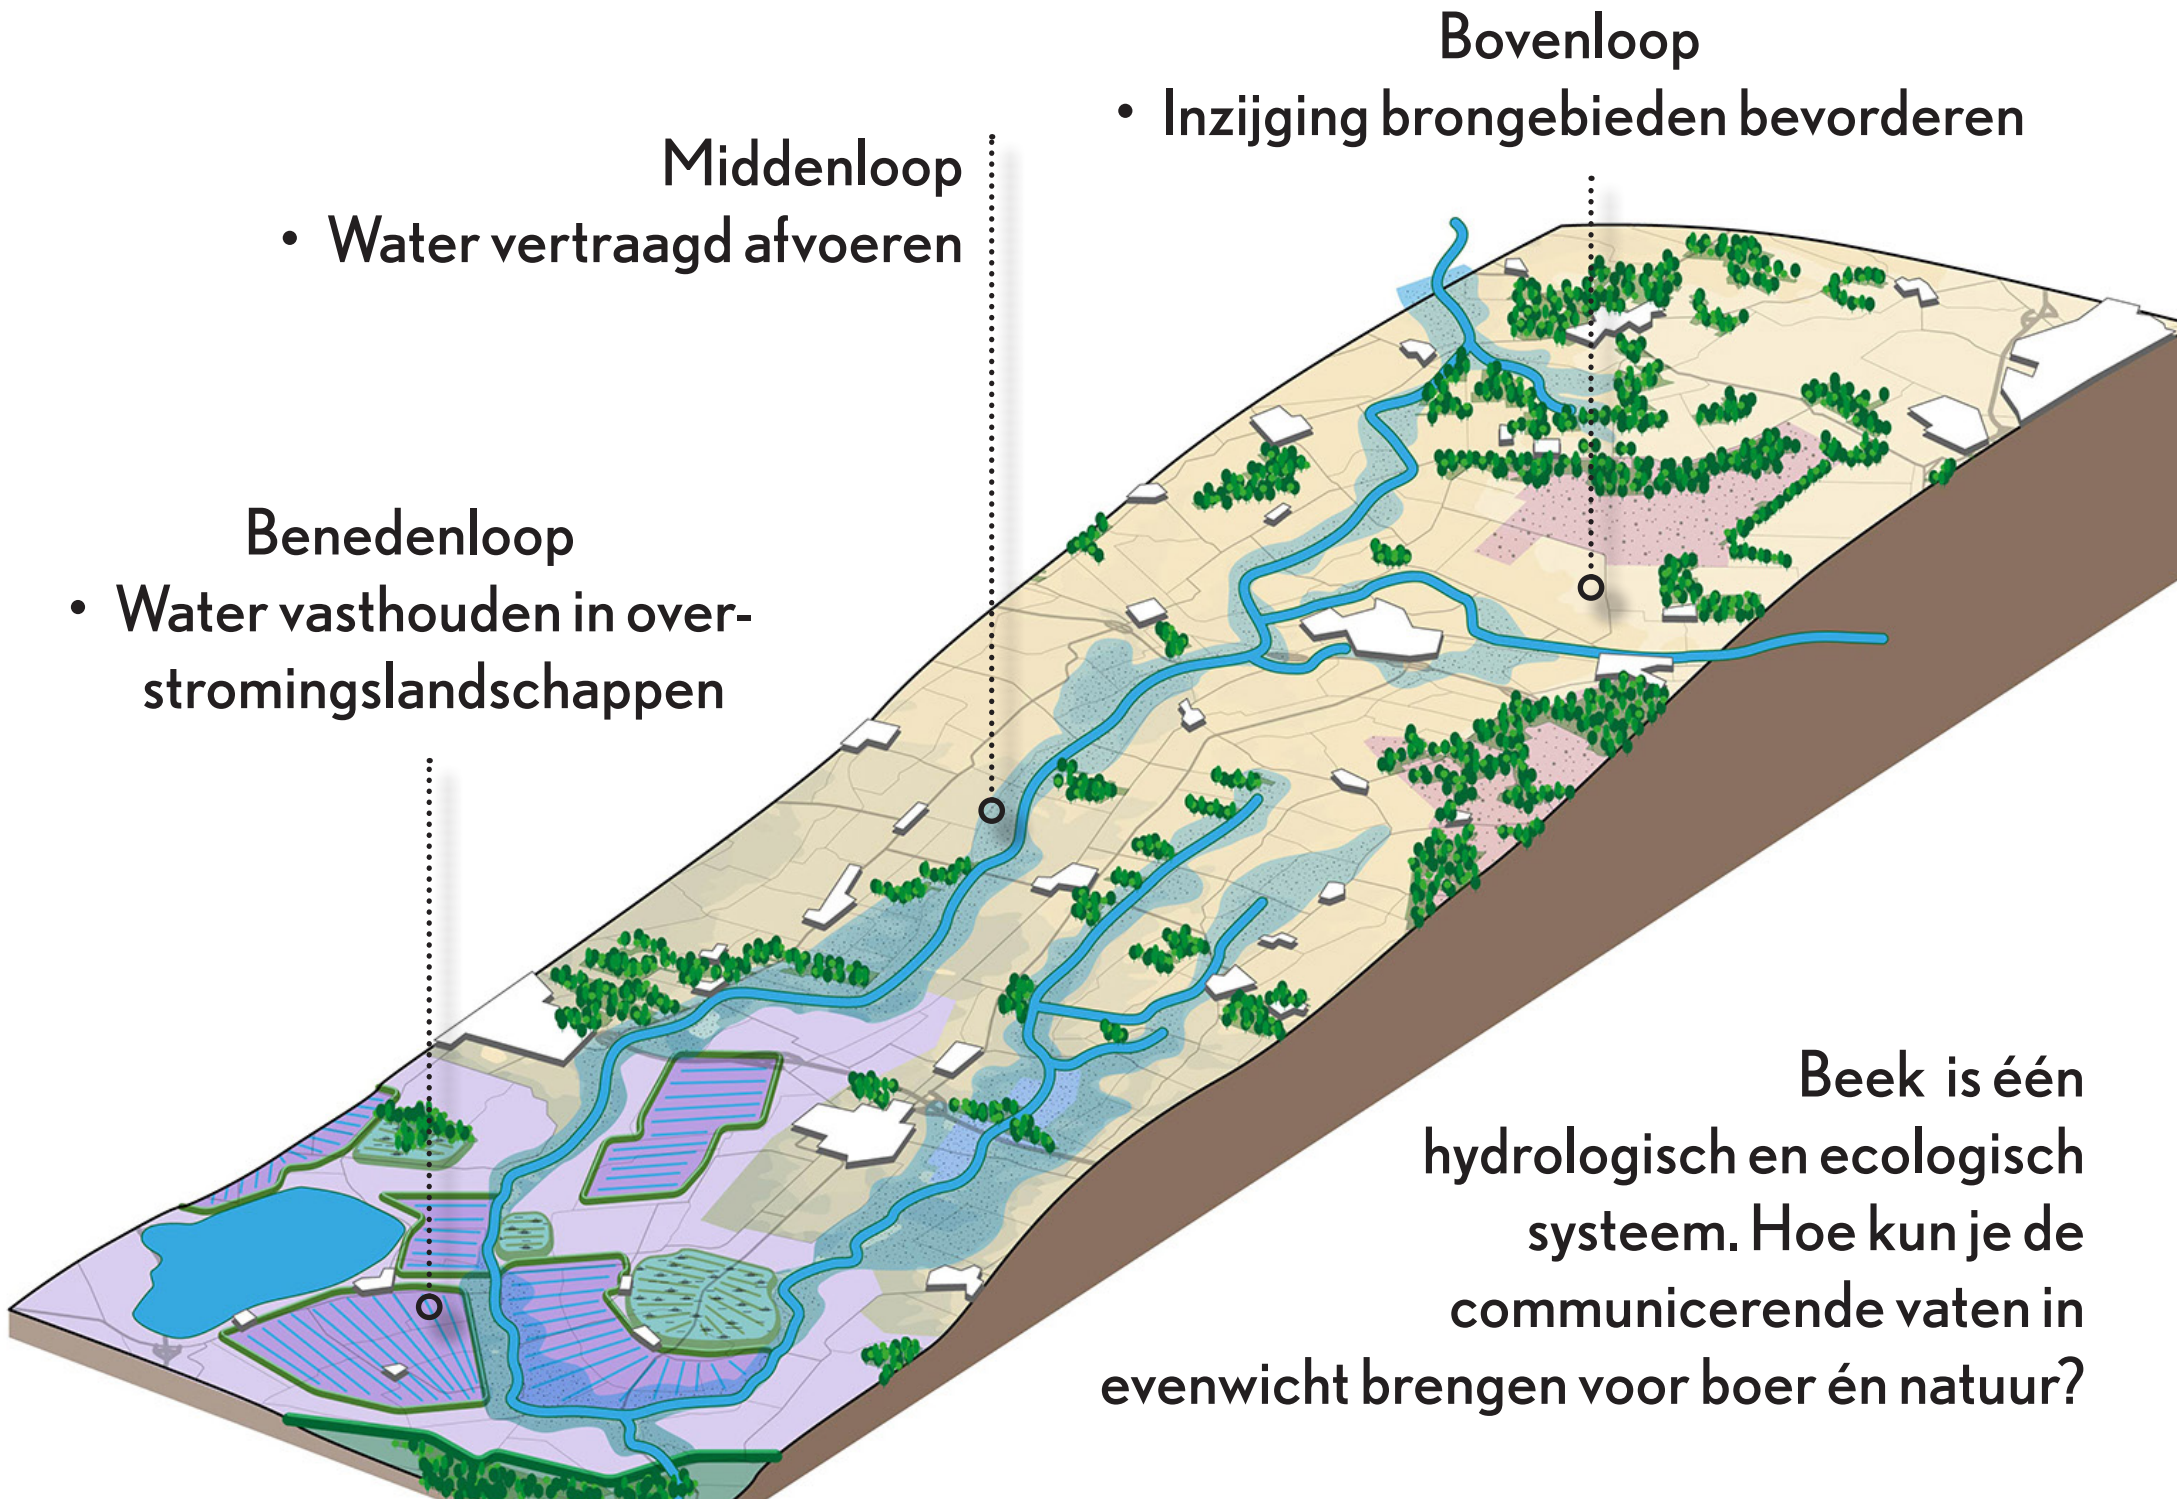 Bovenloop
• Inzijging brongebieden bevorderen
Middenloop
• Water vertraagd afvoeren
Benedenloop
• Water vasthouden in over-
stromingslandschappen
Beek is één
hydrologisch en ecologisch
systeem. Hoe kun je de
communicerende vaten in
evenwicht brengen voor boer én natuur?